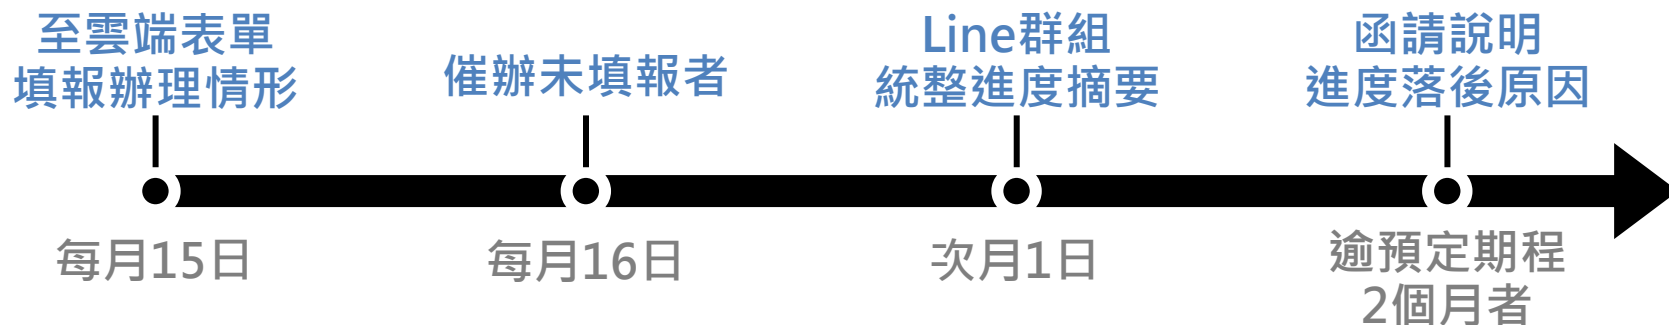 至雲端表單
填報辦理情形
催辦未填報者
Line群組
統整進度摘要
函請說明
進度落後原因
每月15日
每月16日
次月1日
逾預定期程
2個月者